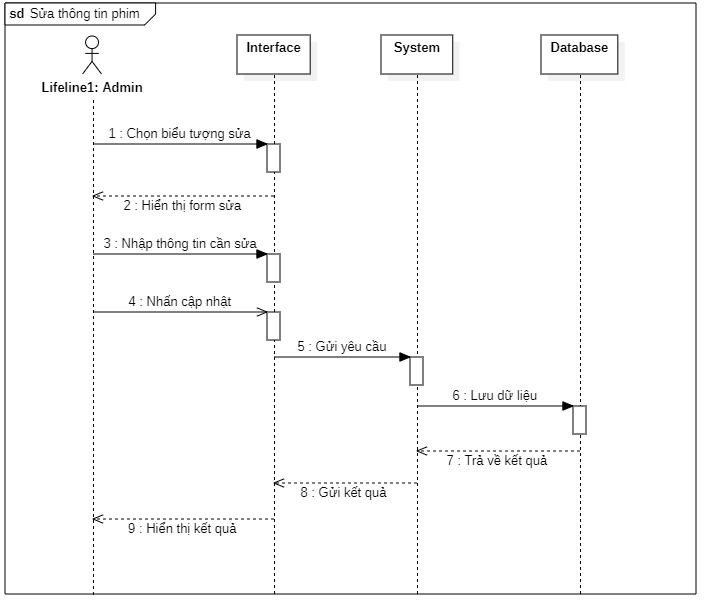 sd Sửa thông tin phim
Interface
System
Database
Lifeline1: Admin
1 : Chọn biểu tượng sửa
2 : Hiển thị form sửa
3 : Nhập thông tin cần sửa
4 : Nhấn cập nhật
5 : Gửi yêu cầu
6 : Lưu dữ liệu
7 : Trả về kết quả
8 : Gửi kết quả
9 : Hiển thị kết quả